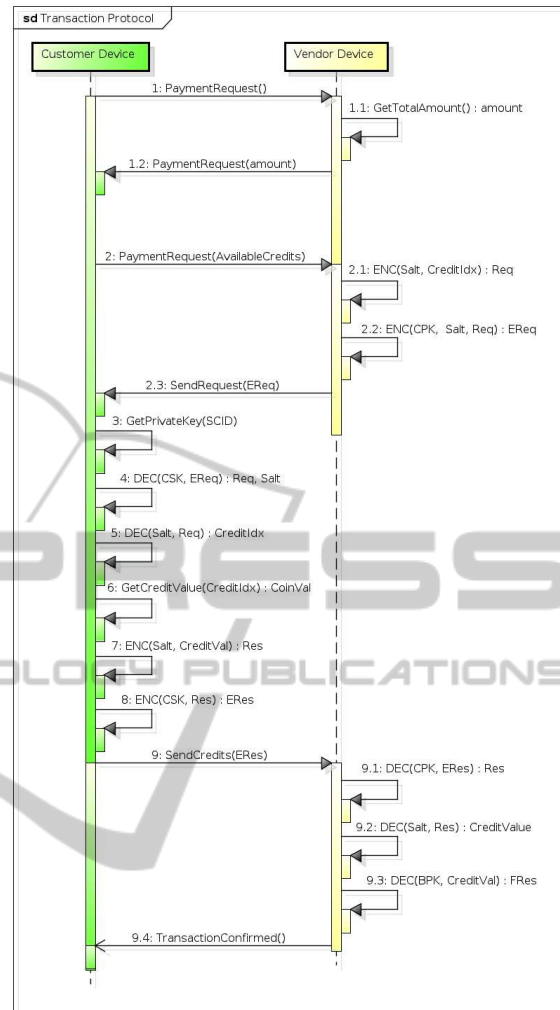 sd Transaction Protocol
Customer Device
Vendor Device
1: PaymentRequest()
1.1: GetTotalAmount() : amount
1.2: PaymentRequest(amount)
2: PaymentRequest(AvailableCredits)
2.1: ENC(Salt, CreditIdx) : Req
2.2: ENC(CPK, Salt, Req) : EReq
2.3: SendRequest(EReq)
3: GetPrivateKey(SCID)
4: DEC(CSK, EReq) : Req, Salt
5: DEC(Salt, Req) : CreditIdx
6: GetCreditValue(CreditIdx) : CoinVal
PRESS
7: ENC(Salt, CreditVal) : Res
OLOGY PUBLICATIONS
8: ENC(CSK, Res) : ERes
9: SendCredits(ERes)
9.1: DEC(CPK, ERes) : Res
9.2: DEC(Salt, Res) : CreditValue
9.3: DEC(BPK, CreditVal) : FRes
9.4: TransactionConfirmed()